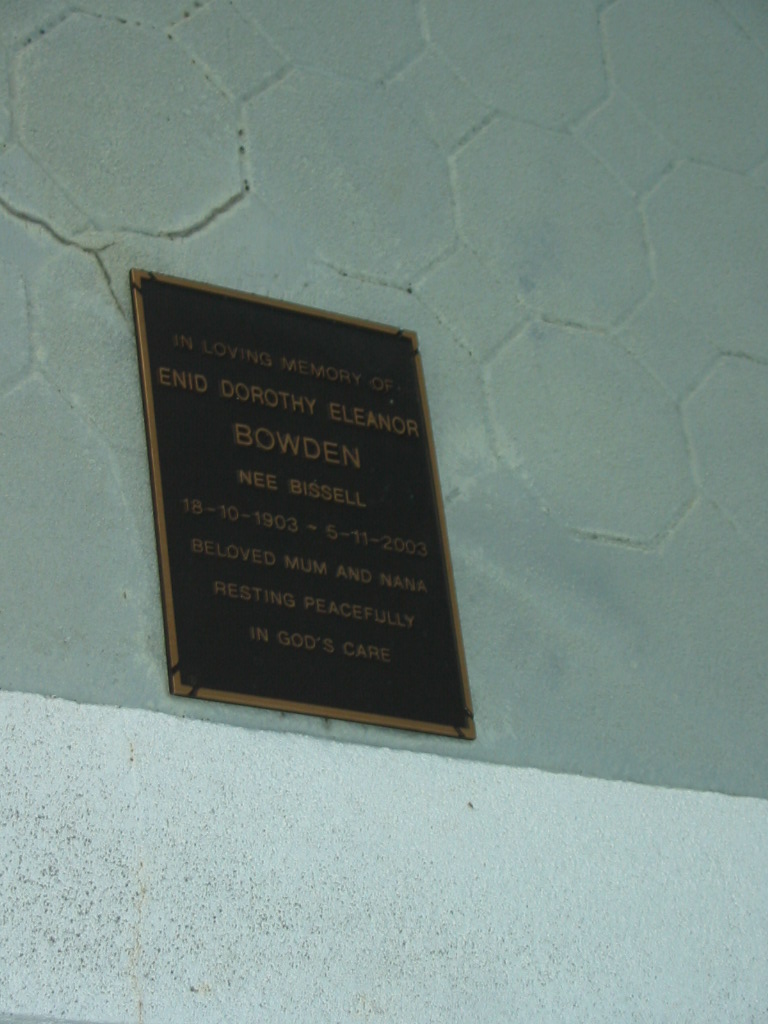 IN LOVING MEMORY OF
ENID DOROTHY ELEANOR
BOWDEN
NEE BISSELL
18-10-1903 ~ 5-11-2003
BELOVED MUM AND NANA
RESTING PEACEFULLY
IN GOD'S CARE